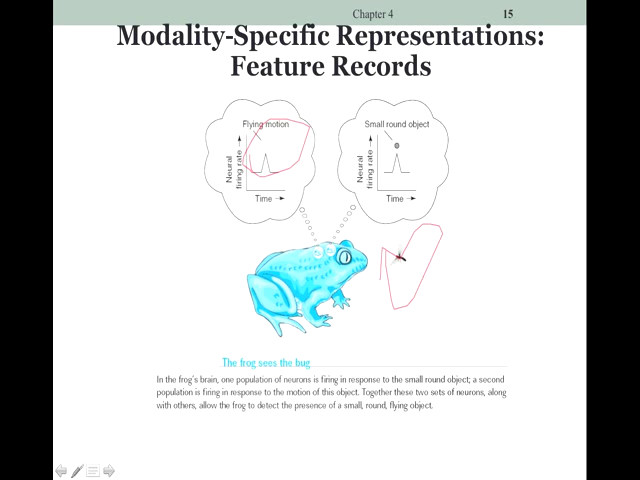 Chapter 4
15
Modality-Specific Representations:
Feature Records
Flying motion
Neural
firing rate
Time
Small round object
Neural
firing rate
Time
The frog sees the bug
In the frog's brain, one population of neurons is firing in response to the small round object; a second
population is firing in response to the motion of this object. Together these two sets of neurons, along
with others, allow the frog to detect the presence of a small, round, flying object.